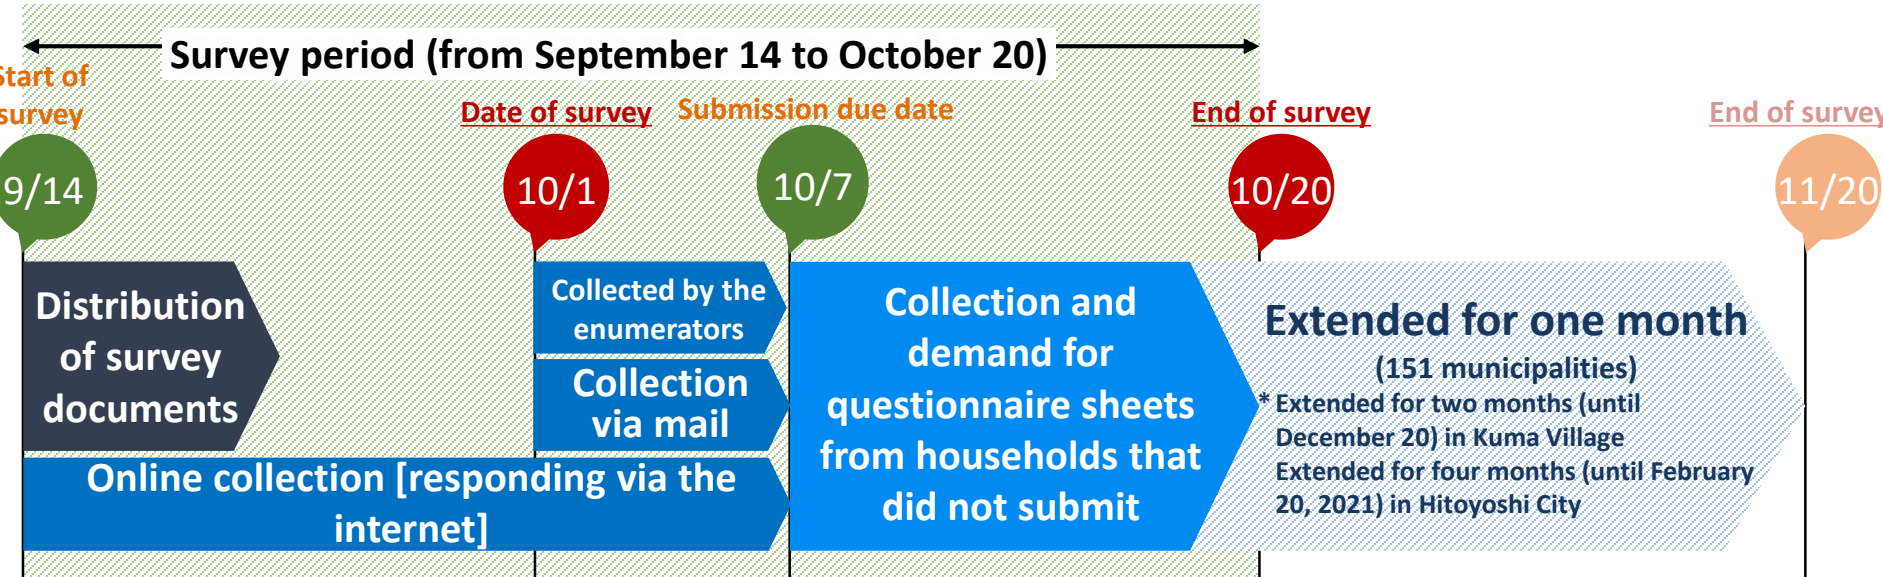 Survey period (from September 14 to October 20)
Start of
survey
Date of survey
Submission due date
End of survey
End of survey
9/14
10/1
10/7
10/20
11/20
Distribution
of survey
documents
Collected by the
enumerators
Collection
via mail
Online collection [responding via the
internet]
Collection and
demand for
questionnaire sheets
from households that
did not submit
Extended for one month
(151 municipalities)
* Extended for two months (until
December 20) in Kuma Village
Extended for four months (until February
20, 2021) in Hitoyoshi City